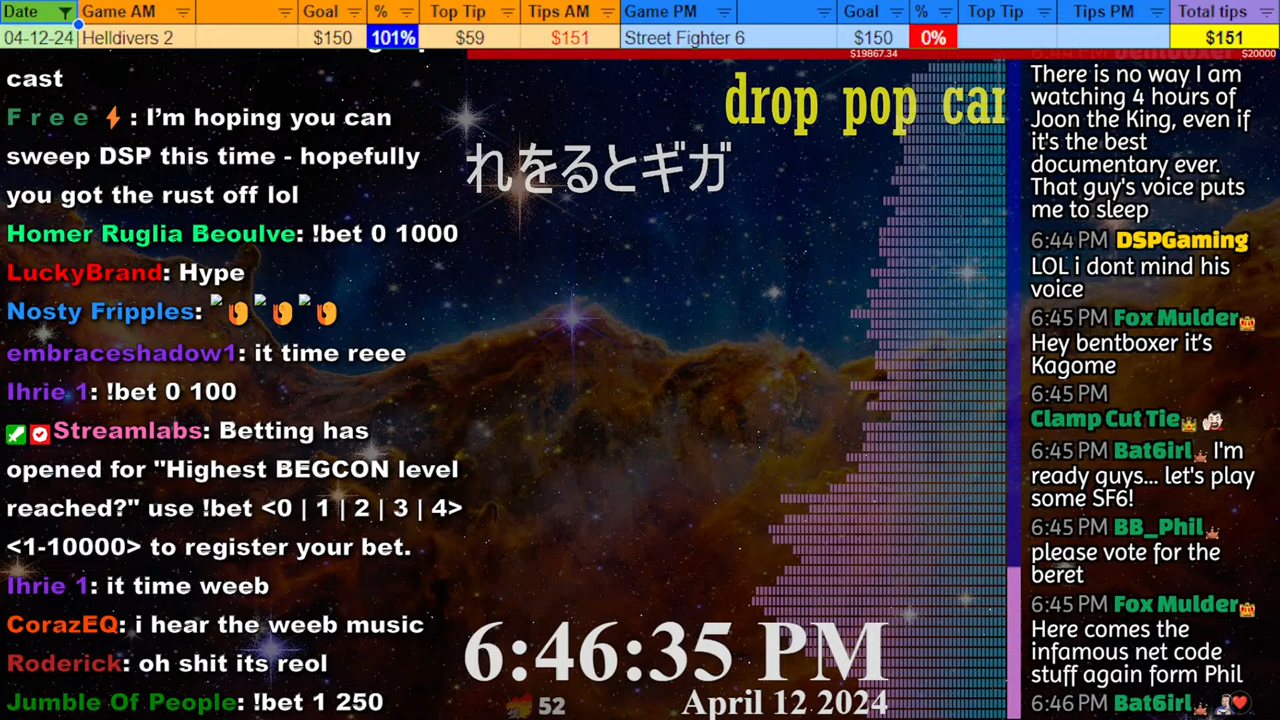 Date Game AM Goal % Top Tip Tips AM Game PM Goal % Top Tip Tips PM Total tips
04-12-24 Helldivers 2 $150 101% $59 $151 Street Fighter 6 $150 0% $151
$19867.34 $20000
cast
Free⚡: I'm hoping you can
sweep DSP this time - hopefully
you got the rust off lol
Homer Ruglia Beoulve: !bet 0 1000
LuckyBrand: Hype
Nosty Fripples:
embraceshadow1: it time reee
Ihrie 1: !bet 0 100
Streamlabs: Betting has
opened for "Highest BEGCON level
reached?" use !bet <0 | 1 | 2 | 3 | 4>
<1-10000> to register your bet.
Ihrie 1: it time weeb
CorazEQ: i hear the weeb music
Roderick: oh shit its reol
Jumble Of People: !bet 1 250
drop pop can
れをるとギガ
6:46:35 PM
April 12 2024
52
6:44 PM bentboxer
There is no way I am
watching 4 hours of
Joon the King, even if
it's the best
documentary ever.
That guy's voice puts
me to sleep
6:44 PM DSPGaming
LOL i dont mind his
voice
6:45 PM Fox Mulder
Hey bentboxer it's
Kagome
6:45 PM
Clamp Cut Tie
6:45 PM Bat6irl I'm
ready guys... let's play
some SF6!
6:45 PM BB_Phil
please vote for the
beret
6:45 PM Fox Mulder
Here comes the
infamous net code
stuff again form Phil
6:46 PM Bat6irl